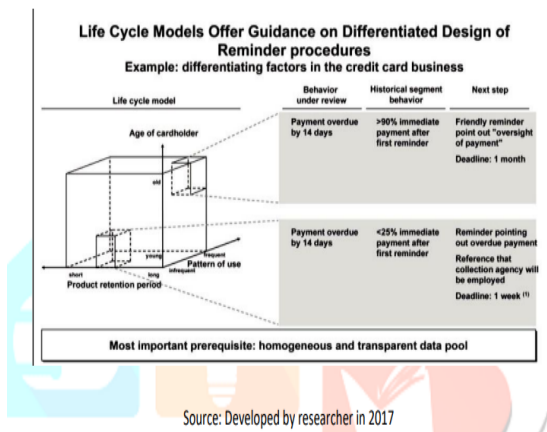 Life Cycle Models Offer Guidance on Differentiated Design of
Reminder procedures
Example: differentiating factors in the credit card business
Life cycle model
Behavior
under review
Historical segment
behavior
Next step
Age of cardholder
old
young
frequent
infrequent
Pattern of use
short
long
Product retention period
Payment overdue
by 14 days
>90% immediate
payment after
first reminder
Friendly reminder
point out "oversight
of payment"
Deadline: 1 month
Payment overdue
by 14 days
<25% immediate
payment after
first reminder
Reminder pointing
out overdue payment
Reference that
collection agency will
be employed
Deadline: 1 week (1)
Most important prerequisite: homogeneous and transparent data pool
Source: Developed by researcher in 2017